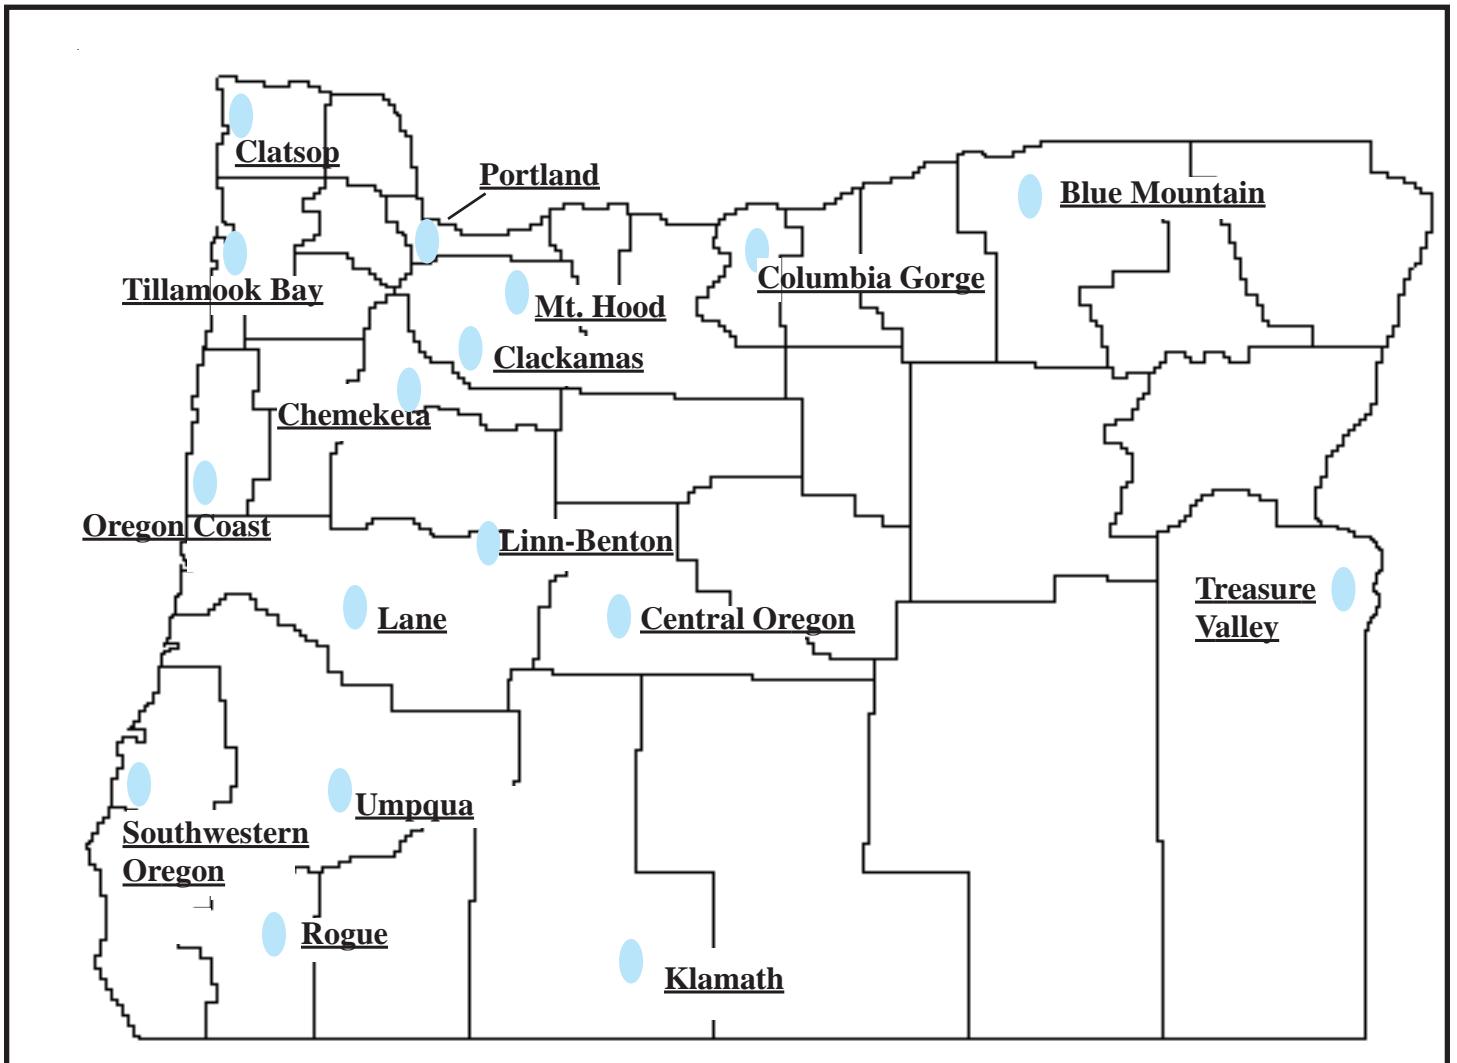 Clatsop
Portland
Blue Mountain
Tillamook Bay
Columbia Gorge
Mt. Hood
Clackamas
Chemeketa
Oregon Coast
Linn-Benton
Lane
Central Oregon
Treasure
Valley
Umpqua
Southwestern
Oregon
Rogue
Klamath